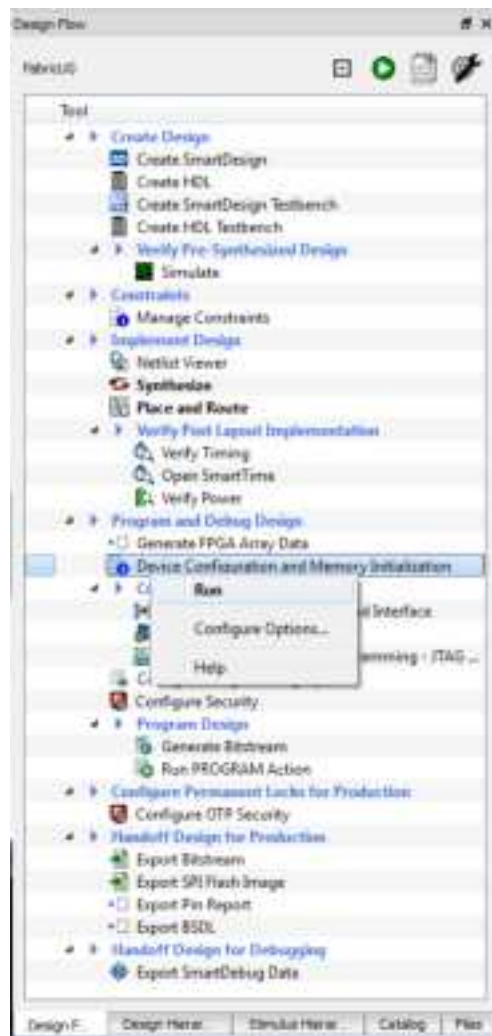 Design Flow
FabricUG
Tool
Create Design
Create SmartDesign
Create HDL
Create SmartDesign Testbench
Create HDL Testbench
Verify Pre-Synthesized Design
Simulate
Constraints
Manage Constraints
Implement Design
Netlist Viewer
Synthesize
Place and Route
Verify Post Layout Implementation
Verify Timing
Open SmartTime
Verify Power
Program and Debug Design
Generate FPGA Array Data
Device Configuration and Memory Initialization
Run
Interface
Configure Options...
mming - JTAG ...
Help
Configure Security
Program Design
Generate Bitstream
Run PROGRAM Action
Configure Permanent Locks for Production
Configure OTP Security
Handoff Design for Production
Export Bitstream
Export SPI Flash Image
Export Pin Report
Export BSDL
Handoff Design for Debugging
Export SmartDebug Data
Design F...
Design Hierar...
Stimulus Hierar...
Catalog
Files